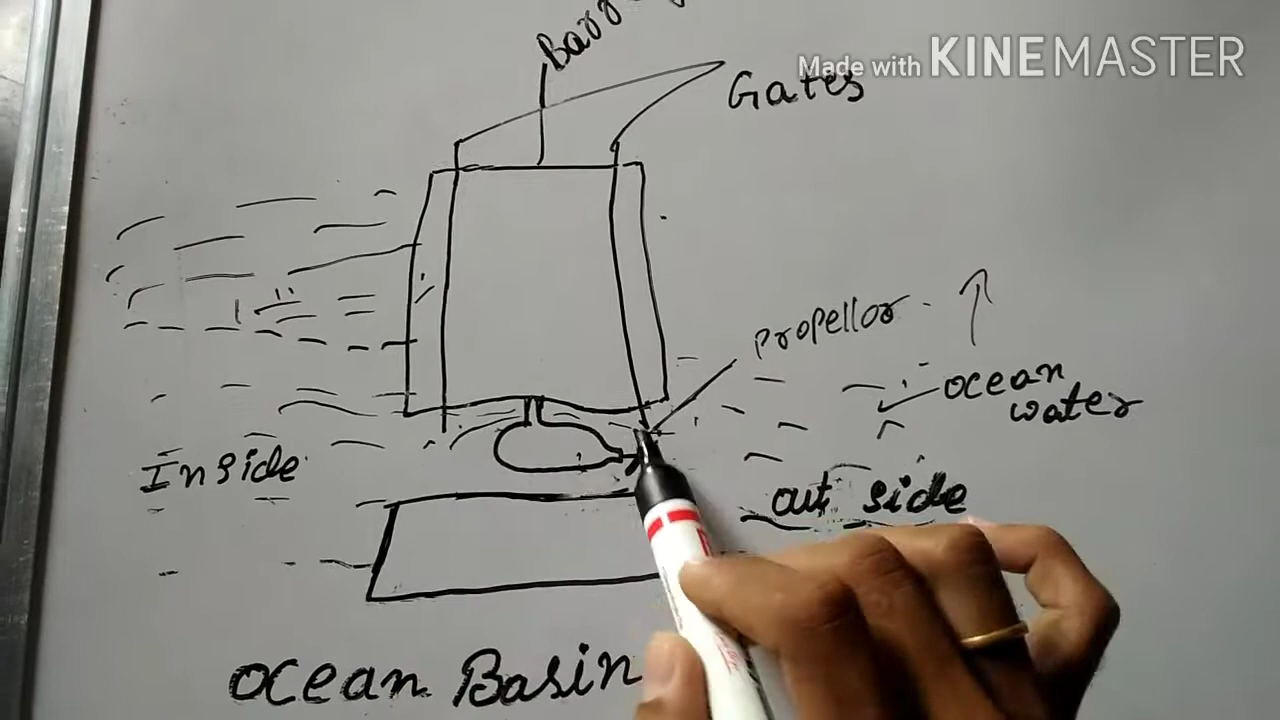 Made with KINEMASTER
Gates
propellor
ocean
water
Inside
out side
ocean Basin